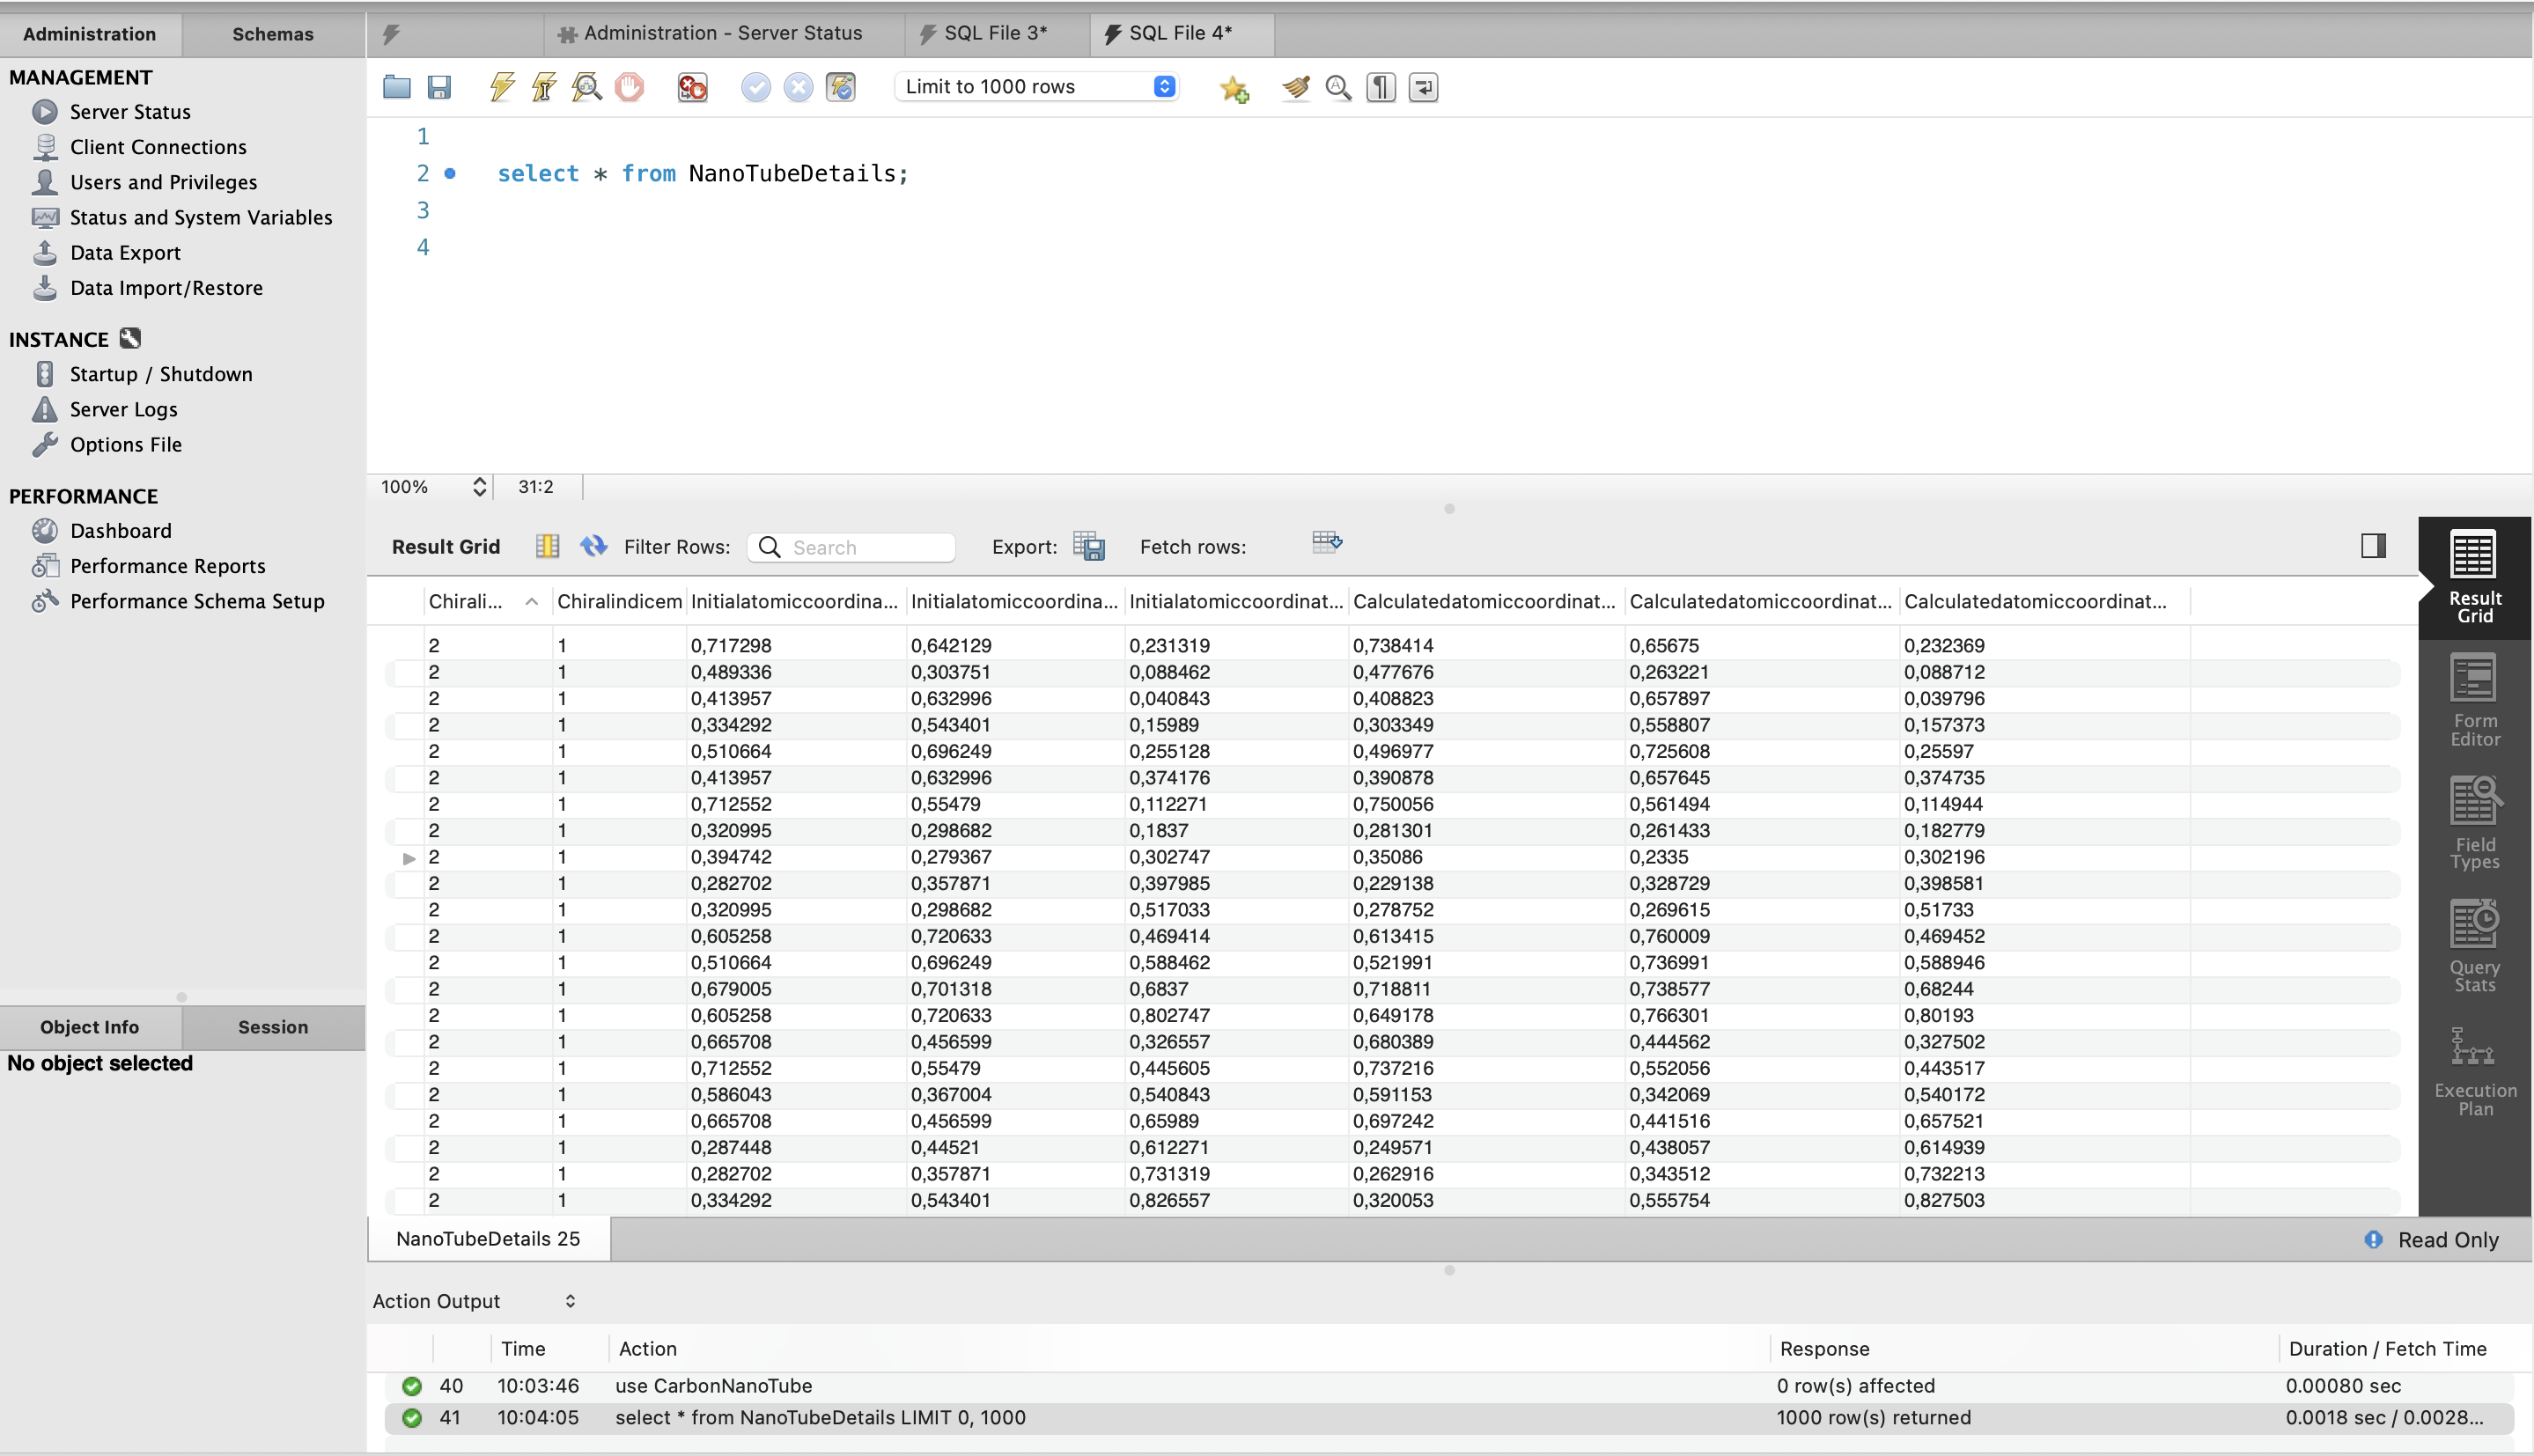 Administration Schemas Administration - Server Status SQL File 3* SQL File 4*
MANAGEMENT
Server Status
Client Connections
Users and Privileges
Status and System Variables
Data Export
Data Import/Restore
INSTANCE
Startup / Shutdown
Server Logs
Options File
PERFORMANCE
Dashboard
Performance Reports
Performance Schema Setup
Object Info Session
No object selected
Limit to 1000 rows
1
2 select * from NanoTubeDetails;
3
4
100% 31:2
Result Grid Filter Rows: Search Export: Fetch rows:
Chirali... Chiralindicem Initialatomiccoordina... Initialatomiccoordina... Initialatomiccoordinat... Calculatedatomiccoordinat... Calculatedatomiccoordinat... Calculatedatomiccoordinat...
2 1 0,717298 0,642129 0,231319 0,738414 0,65675 0,232369
2 1 0,489336 0,303751 0,088462 0,477676 0,263221 0,088712
2 1 0,413957 0,632996 0,040843 0,408823 0,657897 0,039796
2 1 0,334292 0,543401 0,15989 0,303349 0,558807 0,157373
2 1 0,510664 0,696249 0,255128 0,496977 0,725608 0,25597
2 1 0,413957 0,632996 0,374176 0,390878 0,657645 0,374735
2 1 0,712552 0,55479 0,112271 0,750056 0,561494 0,114944
2 1 0,320995 0,298682 0,1837 0,281301 0,261433 0,182779
2 1 0,394742 0,279367 0,302747 0,35086 0,2335 0,302196
2 1 0,282702 0,357871 0,397985 0,229138 0,328729 0,398581
2 1 0,320995 0,298682 0,517033 0,278752 0,269615 0,51733
2 1 0,605258 0,720633 0,469414 0,613415 0,760009 0,469452
2 1 0,510664 0,696249 0,588462 0,521991 0,736991 0,588946
2 1 0,679005 0,701318 0,6837 0,718811 0,738577 0,68244
2 1 0,605258 0,720633 0,802747 0,649178 0,766301 0,80193
2 1 0,665708 0,456599 0,326557 0,680389 0,444562 0,327502
2 1 0,712552 0,55479 0,445605 0,737216 0,552056 0,443517
2 1 0,586043 0,367004 0,540843 0,591153 0,342069 0,540172
2 1 0,665708 0,456599 0,65989 0,697242 0,441516 0,657521
2 1 0,287448 0,44521 0,612271 0,249571 0,438057 0,614939
2 1 0,282702 0,357871 0,731319 0,262916 0,343512 0,732213
2 1 0,334292 0,543401 0,826557 0,320053 0,555754 0,827503
Result
Grid
Form
Editor
Field
Types
Query
Stats
Execution
Plan
NanoTubeDetails 25 Read Only
Action Output
Time Action Response Duration / Fetch Time
40 10:03:46 use CarbonNanoTube 0 row(s) affected 0.00080 sec
41 10:04:05 select * from NanoTubeDetails LIMIT 0, 1000 1000 row(s) returned 0.0018 sec / 0.0028...